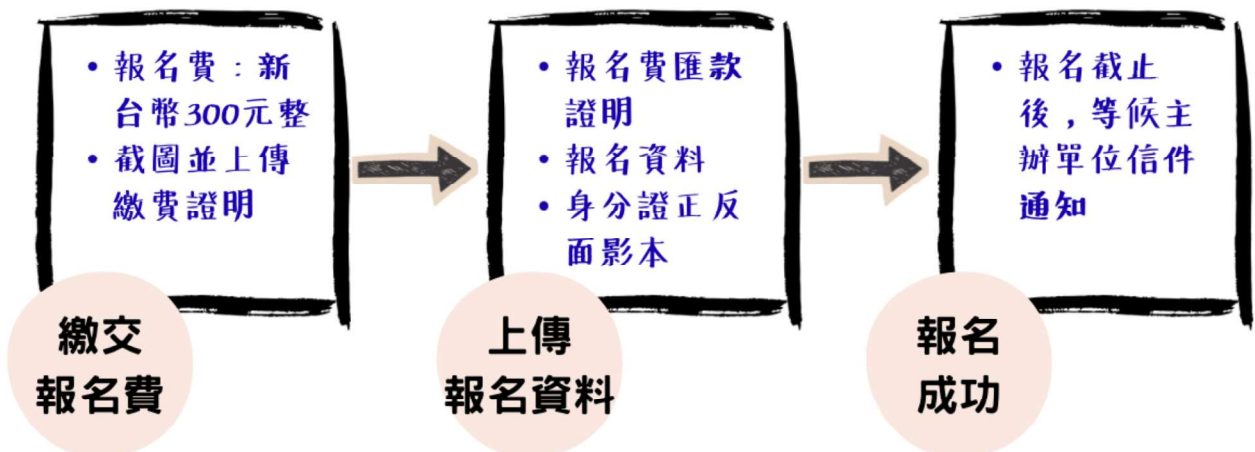 • 報名費：新
台幣300元整
• 截圖並上傳
繳費證明
繳交
報名費
• 報名費匯款
證明
• 報名資料
• 身分證正反
面影本
上傳
報名資料
• 報名截止
後，等候主
辦單位信件
通知
報名
成功